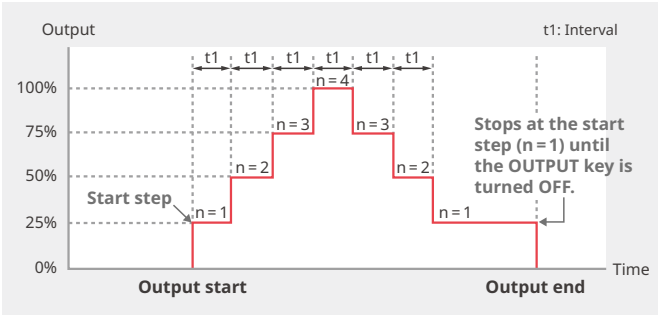 Output
t1: Interval
t1 t1 t1 t1 t1 t1
n=4
100%
n=3 n=3
75%
Stops at the start
step (n=1) until
the OUTPUT key is
turned OFF.
n=2 n=2
50%
Start step
n=1 n=1
25%
0%
Time
Output start Output end